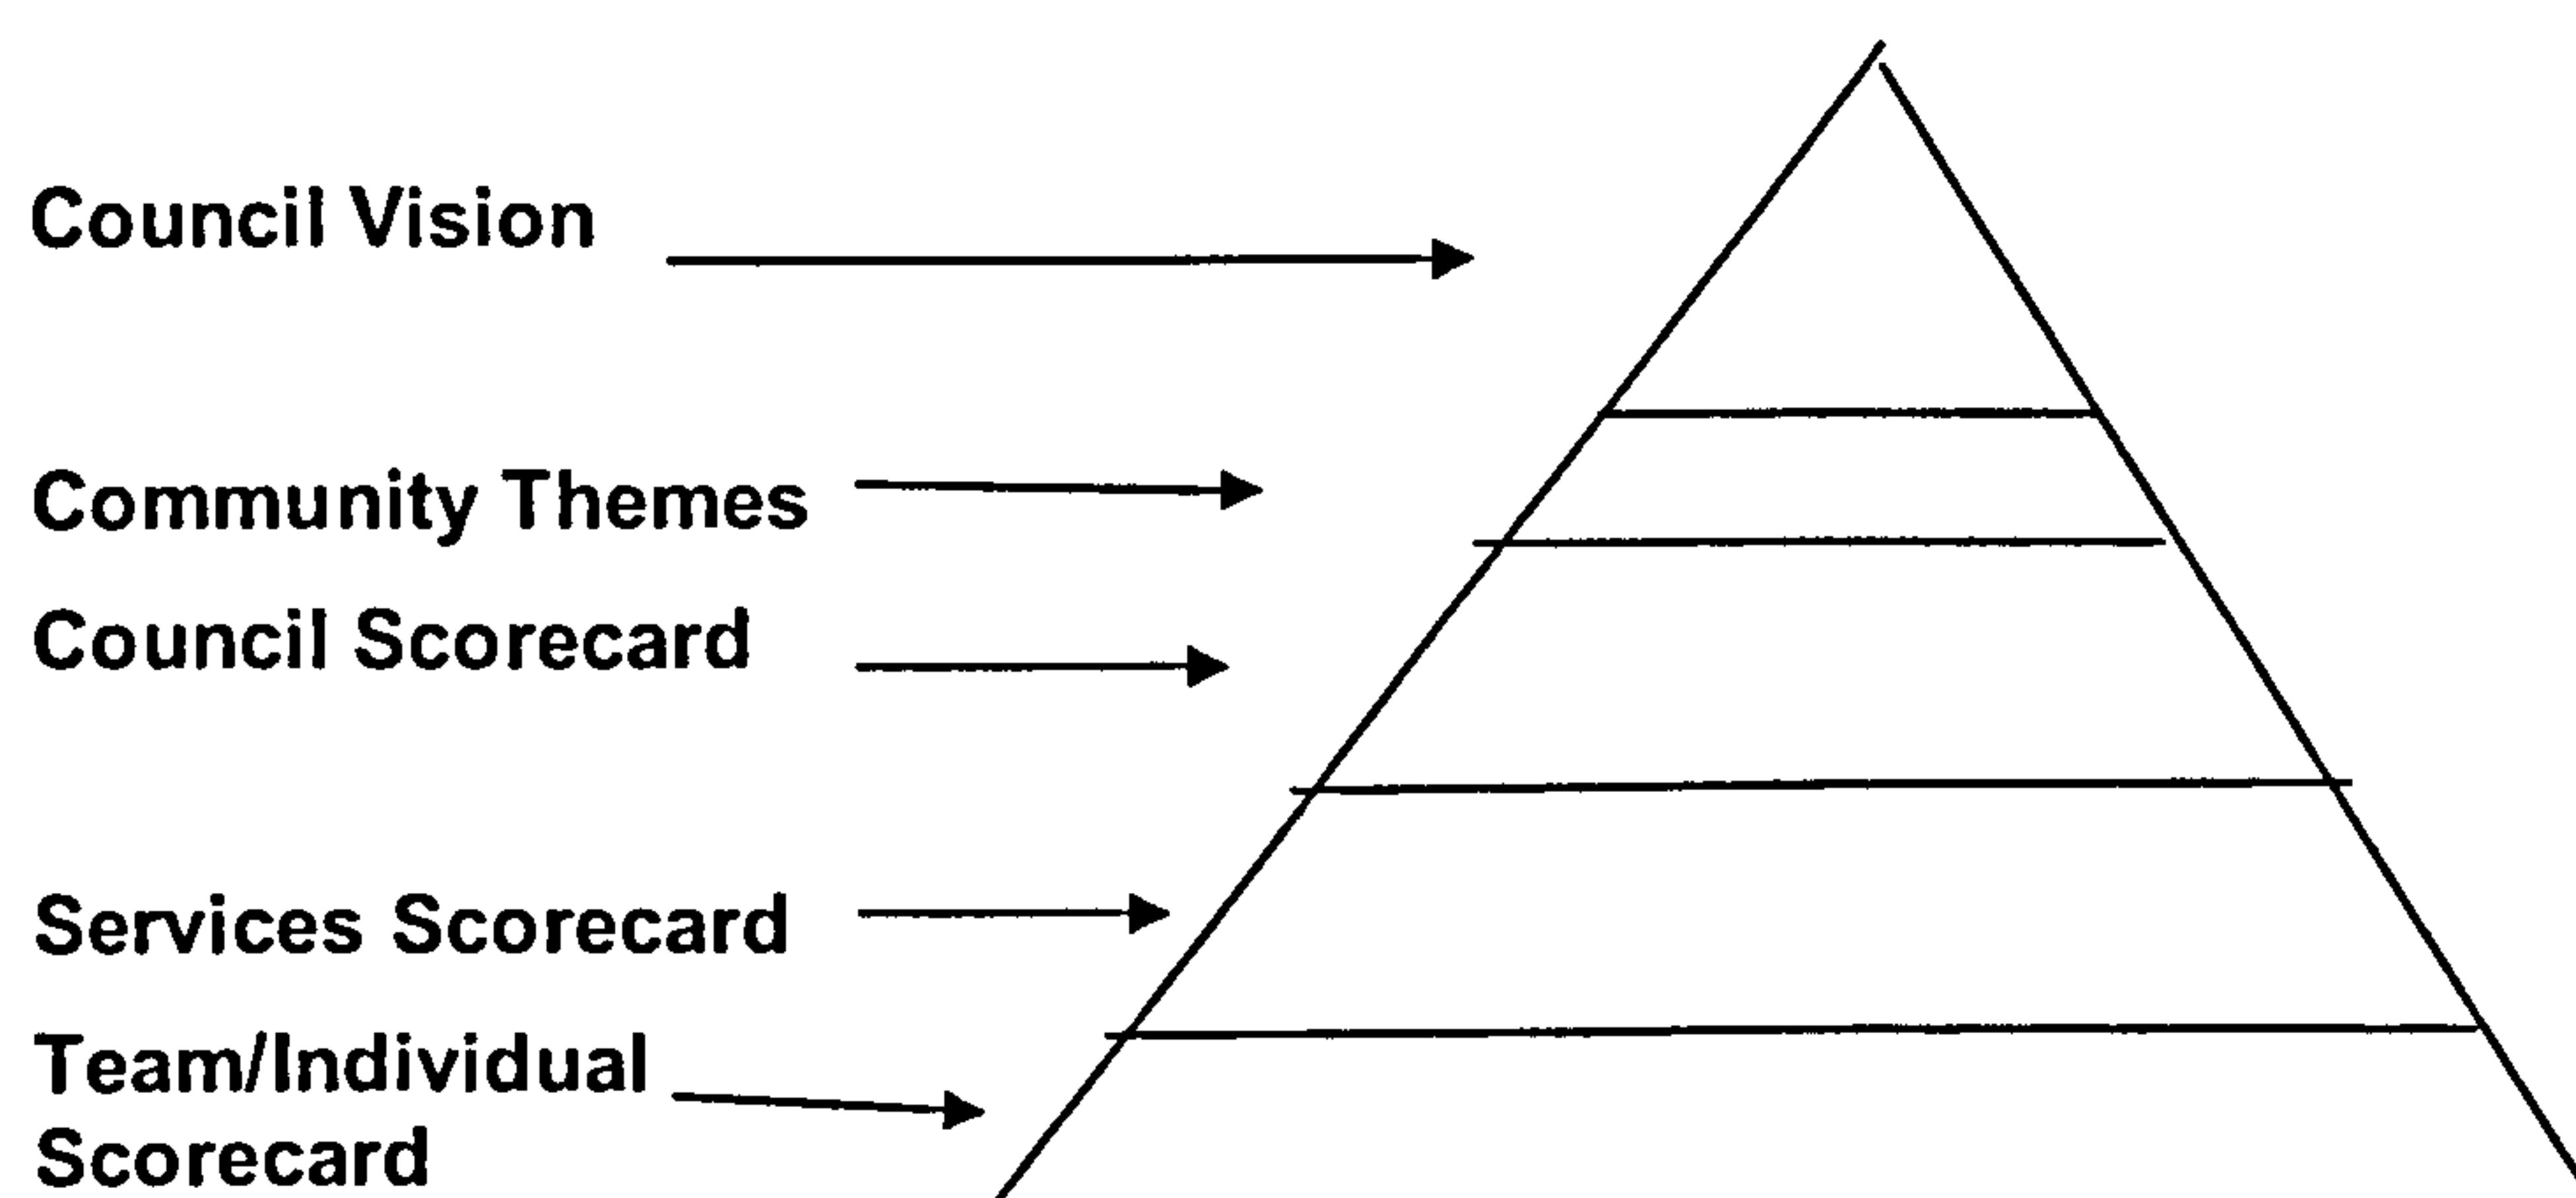 Council Vision
Community Themes
Council Scorecard
Services Scorecard
Team/Individual
Scorecard